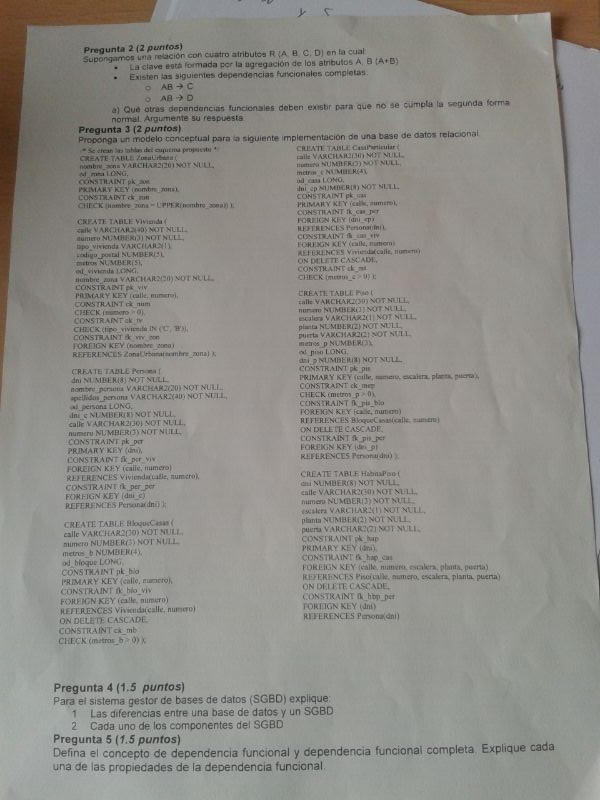 Pregunta 2 (2 puntos)
Supongamos una relación con cuatro atributos R (A, B, C, D) en la cual:
• La clave está formada por la agregación de los atributos A, B (A+B)
• Existen las siguientes dependencias funcionales completas:
o AB → C
o AB → D
a) Qué otras dependencias funcionales deben existir para que no se cumpla la segunda forma
normal. Argumente su respuesta
Pregunta 3 (2 puntos)
Proponga un modelo conceptual para la siguiente implementación de una base de datos relacional.
/* Se crean las tablas del esquema propuesto */
CREATE TABLE ZonaUrbana (
nombre_zona VARCHAR2(20) NOT NULL,
od_zona LONG,
CONSTRAINT pk_zon
PRIMARY KEY (nombre_zona),
CONSTRAINT ck_zon
CHECK (nombre_zona = UPPER(nombre_zona)) );
CREATE TABLE Vivienda (
calle VARCHAR2(40) NOT NULL,
numero NUMBER(3) NOT NULL,
tipo_vivienda VARCHAR2(1),
codigo_postal NUMBER(5),
metros NUMBER(5),
od_vivienda LONG,
nombre_zona VARCHAR2(20) NOT NULL,
CONSTRAINT pk_viv
PRIMARY KEY (calle, numero),
CONSTRAINT ck_num
CHECK (numero > 0),
CONSTRAINT ck_tv
CHECK (tipo_vivienda IN ('C', 'B')),
CONSTRAINT fk_viv_zon
FOREIGN KEY (nombre_zona)
REFERENCES ZonaUrbana(nombre_zona) );
CREATE TABLE Persona (
dni NUMBER(8) NOT NULL,
nombre_persona VARCHAR2(20) NOT NULL,
apellidos_persona VARCHAR2(40) NOT NULL,
od_persona LONG,
dni_c NUMBER(8) NOT NULL,
calle VARCHAR2(30) NOT NULL,
numero NUMBER(3) NOT NULL,
CONSTRAINT pk_per
PRIMARY KEY (dni),
CONSTRAINT fk_per_viv
FOREIGN KEY (calle, numero)
REFERENCES Vivienda(calle, numero),
CONSTRAINT fk_per_per
FOREIGN KEY (dni_c)
REFERENCES Persona(dni) );
CREATE TABLE BloqueCasas (
calle VARCHAR2(30) NOT NULL,
numero NUMBER(3) NOT NULL,
metros_b NUMBER(4),
od_bloque LONG,
CONSTRAINT pk_blo
PRIMARY KEY (calle, numero),
CONSTRAINT fk_blo_viv
FOREIGN KEY (calle, numero)
REFERENCES Vivienda(calle, numero)
ON DELETE CASCADE,
CONSTRAINT ck_mb
CHECK (metros_b > 0) );
CREATE TABLE CasaParticular (
calle VARCHAR2(30) NOT NULL,
numero NUMBER(3) NOT NULL,
metros_c NUMBER(4),
od_casa LONG,
dni_cp NUMBER(8) NOT NULL,
CONSTRAINT pk_cas
PRIMARY KEY (calle, numero),
CONSTRAINT fk_cas_per
FOREIGN KEY (dni_cp)
REFERENCES Persona(dni),
CONSTRAINT fk_cas_viv
FOREIGN KEY (calle, numero)
REFERENCES Vivienda(calle, numero)
ON DELETE CASCADE,
CONSTRAINT ck_mt
CHECK (metros_c > 0) );
CREATE TABLE Piso (
calle VARCHAR2(30) NOT NULL,
numero NUMBER(3) NOT NULL,
escalera VARCHAR2(1) NOT NULL,
planta NUMBER(2) NOT NULL,
puerta VARCHAR2(2) NOT NULL,
metros_p NUMBER(3),
od_piso LONG,
dni_p NUMBER(8) NOT NULL,
CONSTRAINT pk_pis
PRIMARY KEY (calle, numero, escalera, planta, puerta),
CONSTRAINT ck_mep
CHECK (metros_p > 0),
CONSTRAINT fk_pis_blo
FOREIGN KEY (calle, numero)
REFERENCES BloqueCasas(calle, numero)
ON DELETE CASCADE,
CONSTRAINT fk_pis_per
FOREIGN KEY (dni_p)
REFERENCES Persona(dni) );
CREATE TABLE HabitaPiso (
dni NUMBER(8) NOT NULL,
calle VARCHAR2(30) NOT NULL,
numero NUMBER(3) NOT NULL,
escalera VARCHAR2(1) NOT NULL,
planta NUMBER(2) NOT NULL,
puerta VARCHAR2(2) NOT NULL,
CONSTRAINT pk_hap
PRIMARY KEY (dni),
CONSTRAINT fk_hap_cas
FOREIGN KEY (calle, numero, escalera, planta, puerta)
REFERENCES Piso(calle, numero, escalera, planta, puerta)
ON DELETE CASCADE,
CONSTRAINT fk_hbp_per
FOREIGN KEY (dni)
REFERENCES Persona(dni)
Pregunta 4 (1.5 puntos)
Para el sistema gestor de bases de datos (SGBD) explique:
1 Las diferencias entre una base de datos y un SGBD
2 Cada uno de los componentes del SGBD
Pregunta 5 (1.5 puntos)
Defina el concepto de dependencia funcional y dependencia funcional completa. Explique cada
una de las propiedades de la dependencia funcional.